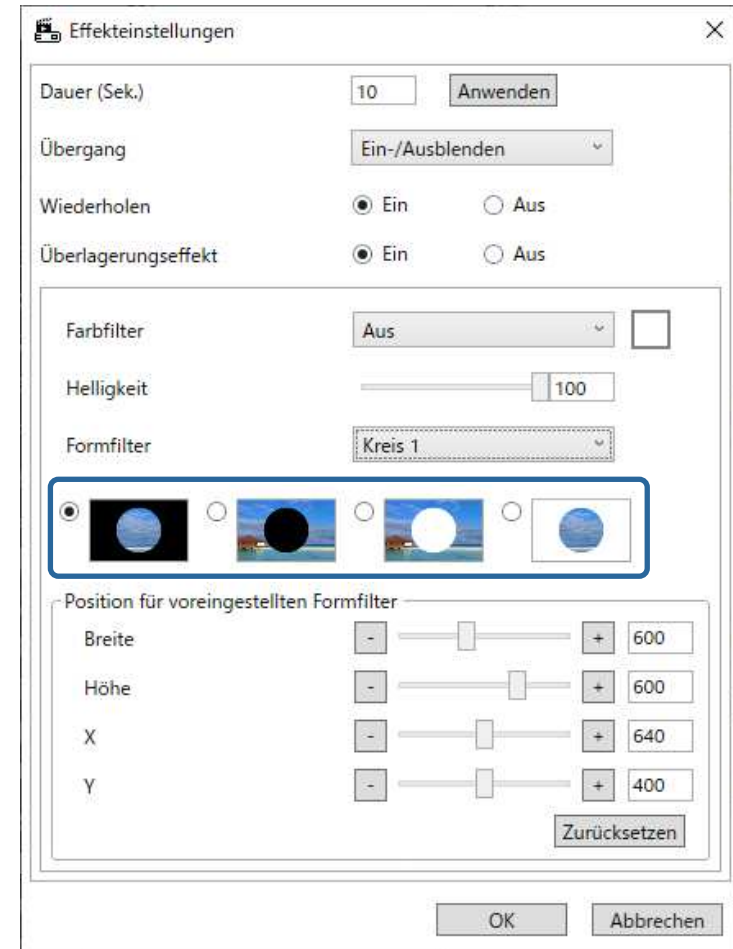 Effekteinstellungen
Dauer (Sek.) 10 Anwenden
Übergang Ein-/Ausblenden
Wiederholen Ein Aus
Überlagerungseffekt Ein Aus
Farbfilter Aus
Helligkeit 100
Formfilter Kreis 1
Position für voreingestellten Formfilter
Breite - + 600
Höhe - + 600
X - + 640
Y - + 400
Zurücksetzen
OK Abbrechen